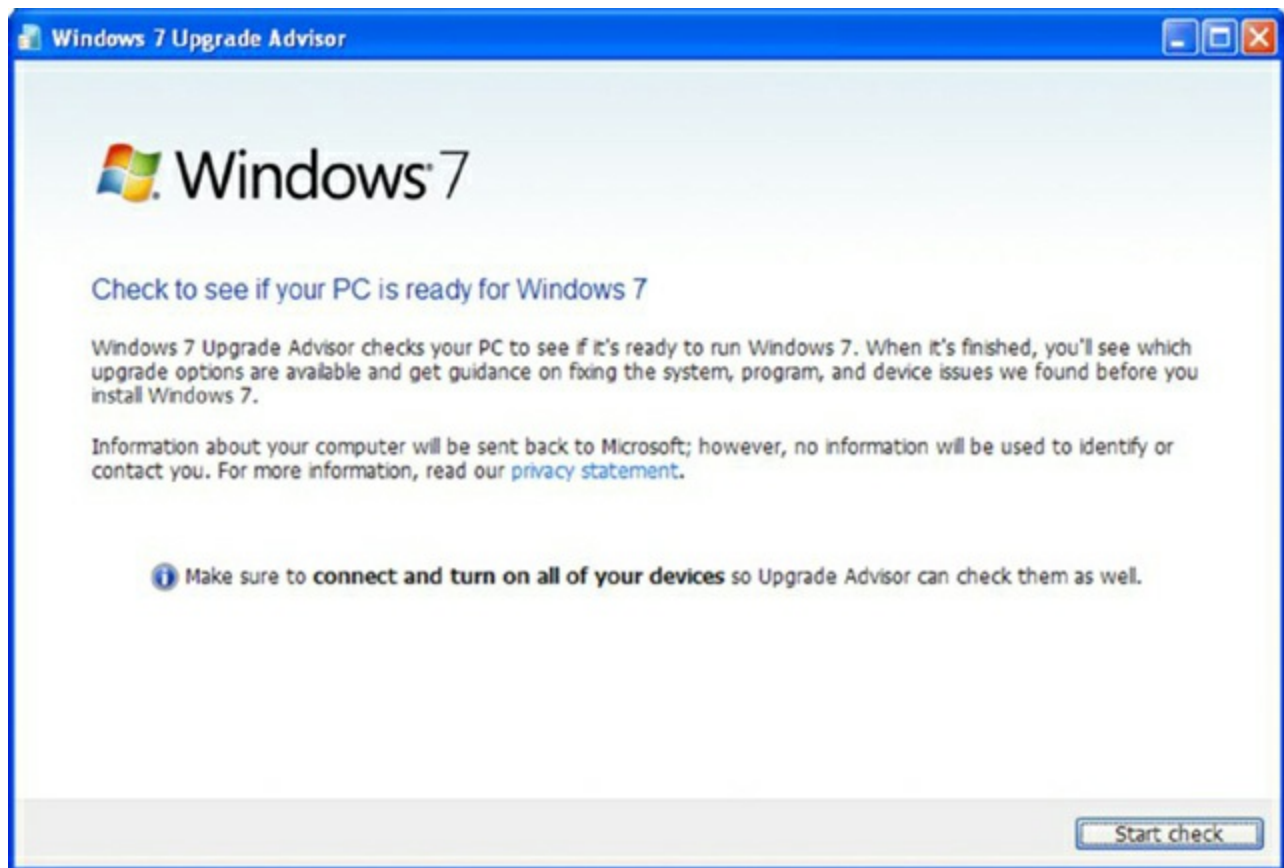 Windows 7 Upgrade Advisor
Windows 7
Check to see if your PC is ready for Windows 7
Windows 7 Upgrade Advisor checks your PC to see if it's ready to run Windows 7. When it's finished, you'll see which
upgrade options are available and get guidance on fixing the system, program, and device issues we found before you
install Windows 7.
Information about your computer will be sent back to Microsoft; however, no information will be used to identify or
contact you. For more information, read our privacy statement.
Make sure to connect and turn on all of your devices so Upgrade Advisor can check them as well.
Start check